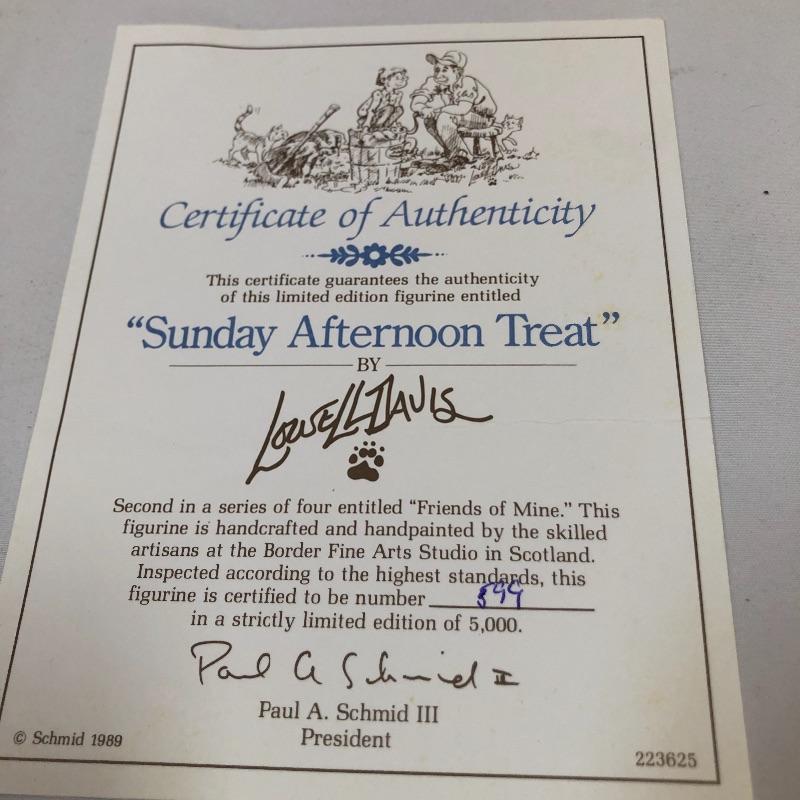 Certificate of Authenticity
This certificate guarantees the authenticity
of this limited edition figurine entitled
“Sunday Afternoon Treat”
BY
LOWELL DAVIS
Second in a series of four entitled “Friends of Mine.” This
figurine is handcrafted and handpainted by the skilled
artisans at the Border Fine Arts Studio in Scotland.
Inspected according to the highest standards, this
figurine is certified to be number 599
in a strictly limited edition of 5,000.
Paul A Schmid III
Paul A. Schmid III
President
© Schmid 1989
223625